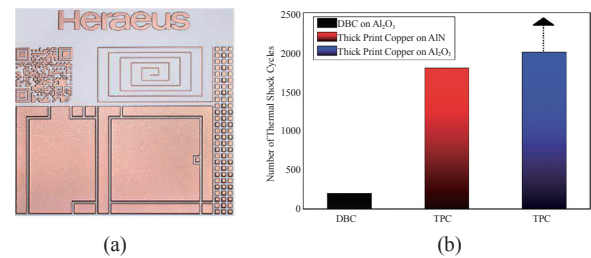 Heraeus
(a)
Number of Thermal Shock Cycles
2500
2000
1500
1000
500
0
DBC on Al₂O₃
Thick Print Copper on AlN
Thick Print Copper on Al₂O₃
DBC
TPC
TPC
(b)